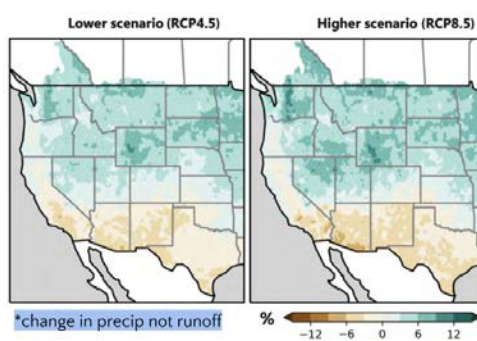 Lower scenario (RCP4.5)
Higher scenario (RCP8.5)
*change in precip not runoff
% −12 −6 0 6 12